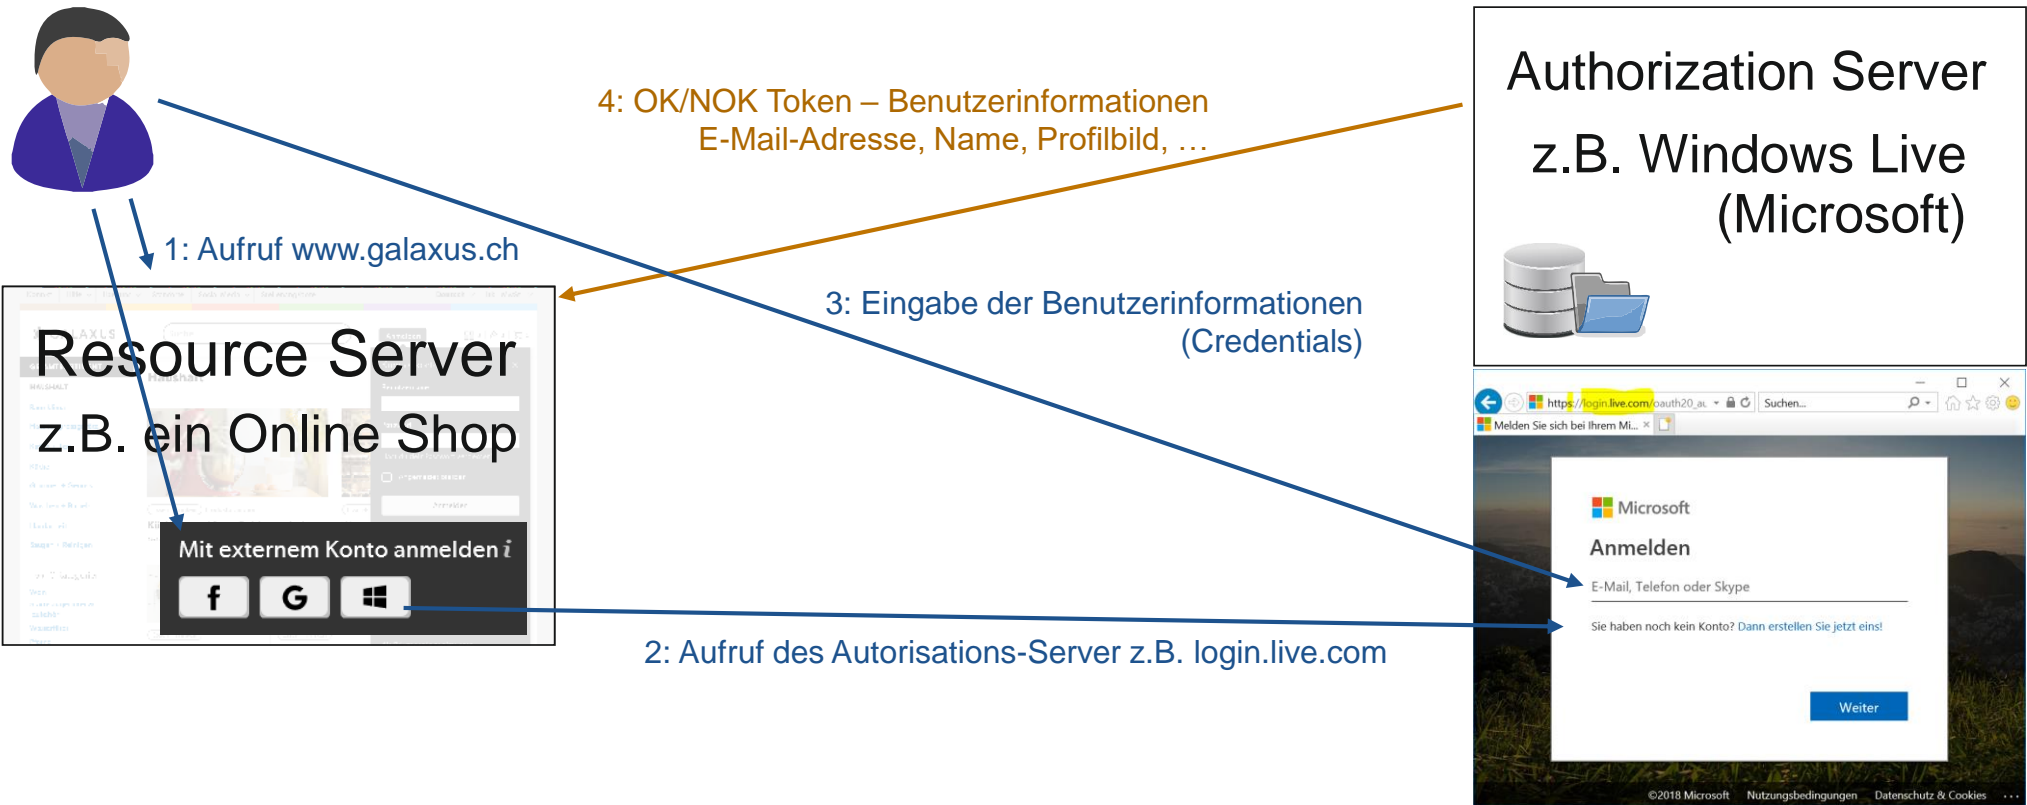 4: OK/NOK Token – Benutzerinformationen
E-Mail-Adresse, Name, Profilbild, …
Authorization Server
z.B. Windows Live
(Microsoft)
1: Aufruf www.galaxus.ch
3: Eingabe der Benutzerinformationen
(Credentials)
Resource Server
z.B. ein Online Shop
Haushalt
Mit externem Konto anmelden i
f G
2: Aufruf des Autorisations-Server z.B. login.live.com
https://login.live.com/oauth20_au
Suchen...
Melden Sie sich bei Ihrem Mi...
Microsoft
Anmelden
E-Mail, Telefon oder Skype
Sie haben noch kein Konto? Dann erstellen Sie jetzt eins!
Weiter
©2018 Microsoft Nutzungsbedingungen Datenschutz & Cookies ...